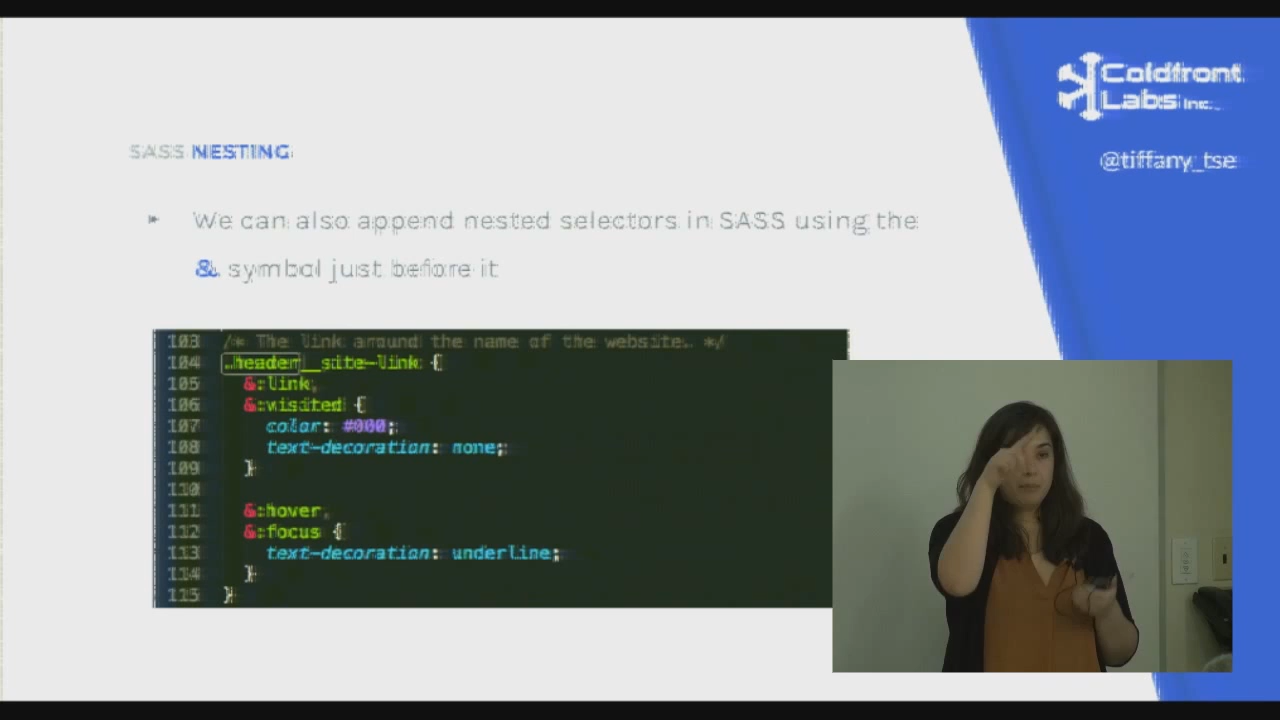 Coldfront
Labs Inc.
@tiffany_tse
SASS NESTING
We can also append nested selectors in SASS using the
& symbol just before it
103 /* The link around the name of the website. */
104 .header__site-link {
105 &:link,
106 &:visited {
107 color: #000;
108 text-decoration: none;
109 }
110
111 &:hover,
112 &:focus {
113 text-decoration: underline;
114 }
115 }